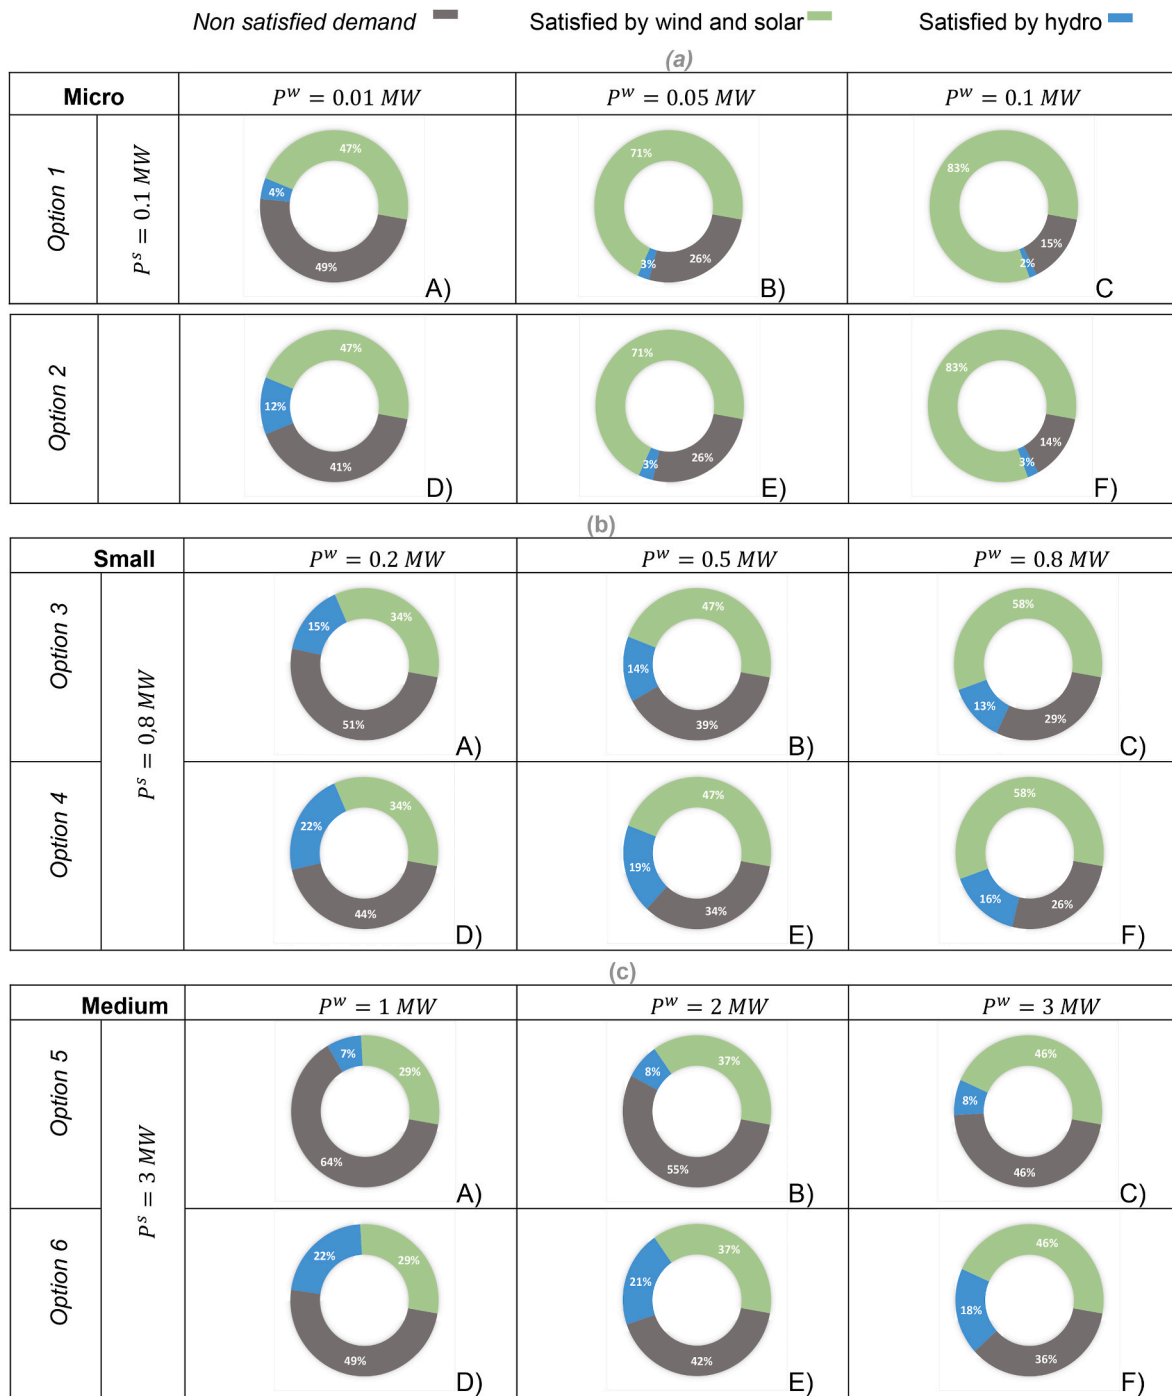 Non satisfied demand Satisfied by wind and solar Satisfied by hydro
(a)
Micro P^w = 0.01 MW P^w = 0.05 MW P^w = 0.1 MW
Option 1
P^s = 0.1 MW
47% 4% 49% A)
71% 3% 26% B)
83% 2% 15% C
Option 2
47% 12% 41% D)
71% 3% 26% E)
83% 3% 14% F)
(b)
Small P^w = 0.2 MW P^w = 0.5 MW P^w = 0.8 MW
Option 3
P^s = 0,8 MW
34% 15% 51% A)
47% 14% 39% B)
58% 13% 29% C)
Option 4
34% 22% 44% D)
47% 19% 34% E)
58% 16% 26% F)
(c)
Medium P^w = 1 MW P^w = 2 MW P^w = 3 MW
Option 5
P^s = 3 MW
7% 29% 64% A)
37% 8% 55% B)
46% 8% 46% C)
Option 6
22% 29% 49% D)
37% 21% 42% E)
46% 18% 36% F)